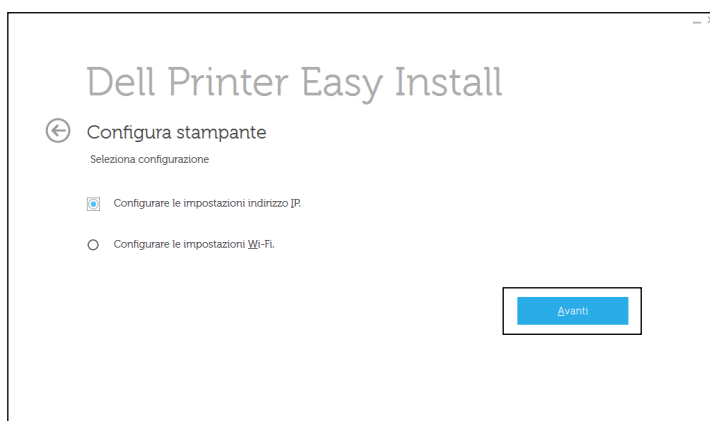 Dell Printer Easy Install
Configura stampante
Seleziona configurazione
Configurare le impostazioni indirizzo IP.
Configurare le impostazioni Wi-Fi.
Avanti